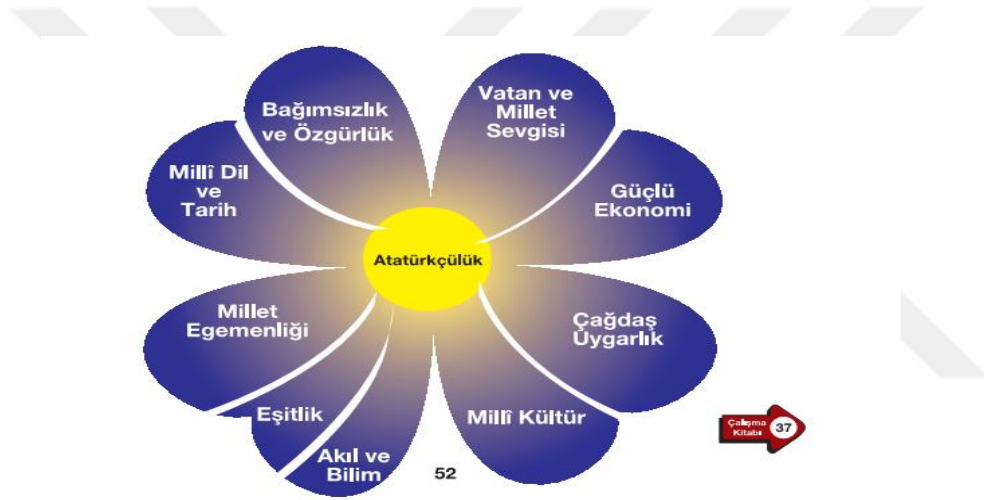 Bağımsızlık
ve Özgürlük
Vatan ve
Millet
Sevgisi
Millî Dil
ve
Tarih
Güçlü
Ekonomi
Atatürkçülük
Millet
Egemenliği
Çağdaş
Uygarlık
Eşitlik
Millî Kültür
Akıl ve
Bilim
52
Çalışma
Kitabı
37